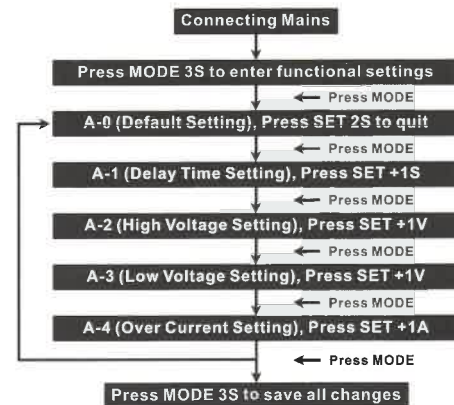 Connecting Mains
Press MODE 3S to enter functional settings
Press MODE
A-0 (Default Setting), Press SET 2S to quit
Press MODE
A-1 (Delay Time Setting), Press SET +1S
Press MODE
A-2 (High Voltage Setting), Press SET +1V
Press MODE
A-3 (Low Voltage Setting), Press SET +1V
Press MODE
A-4 (Over Current Setting), Press SET +1A
Press MODE
Press MODE 3S to save all changes